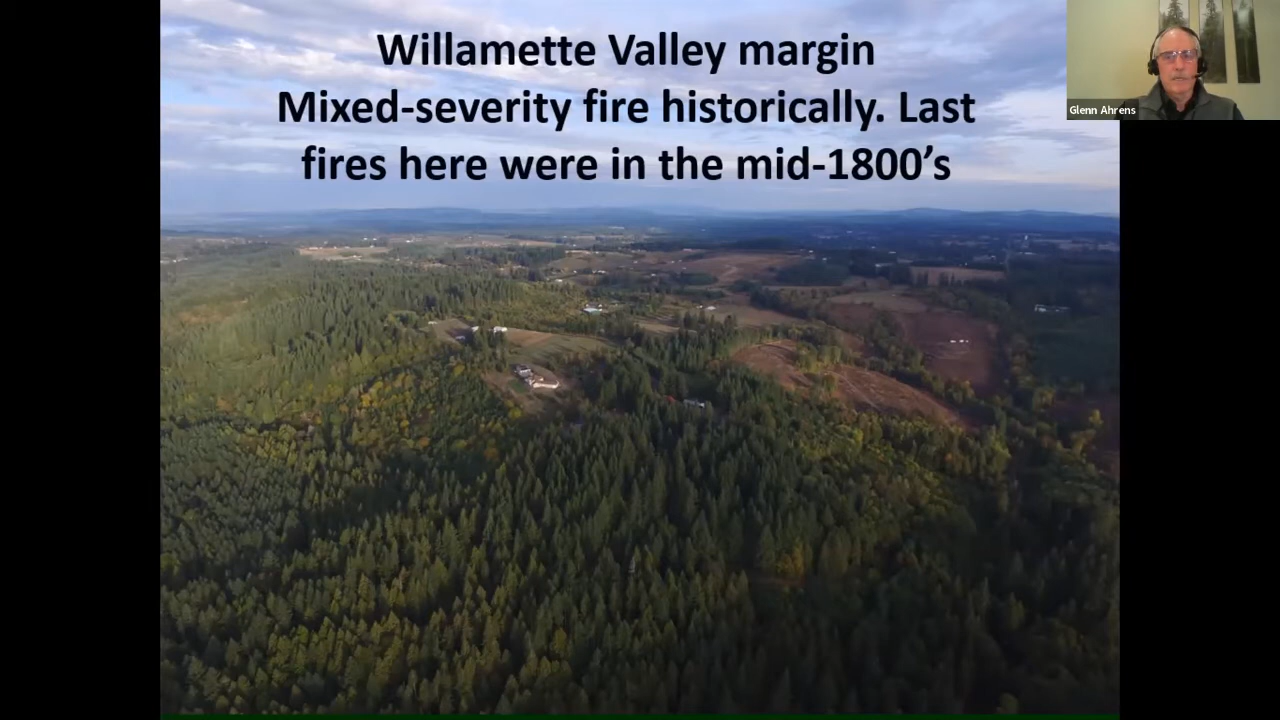 Willamette Valley margin
Mixed-severity fire historically. Last
fires here were in the mid-1800’s
Glenn Ahrens